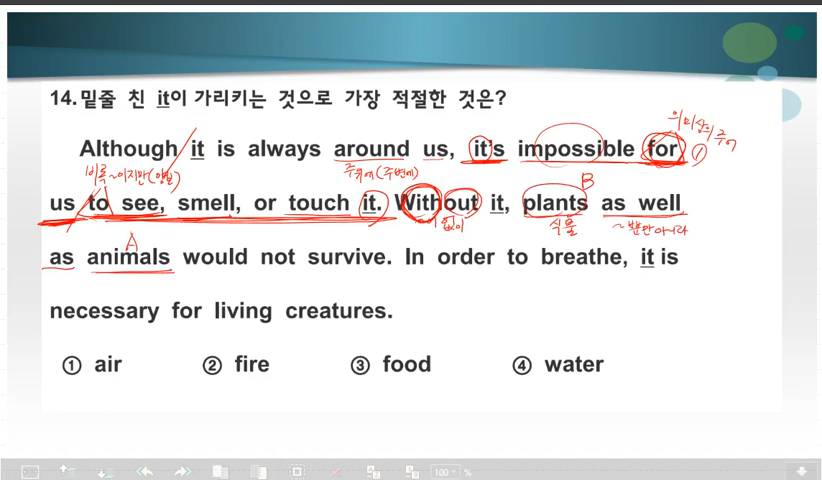 14. 밑줄 친 it이 가리키는 것으로 가장 적절한 것은?
의미상의 주어
Although it is always around us, it's impossible for ①
비록~이지만(양보) 주위에(주변에)
us to see, smell, or touch it. Without it, plants as well
B
없이 식물 ~뿐만아니라
A
as animals would not survive. In order to breathe, it is
necessary for living creatures.
① air ② fire ③ food ④ water
100 %